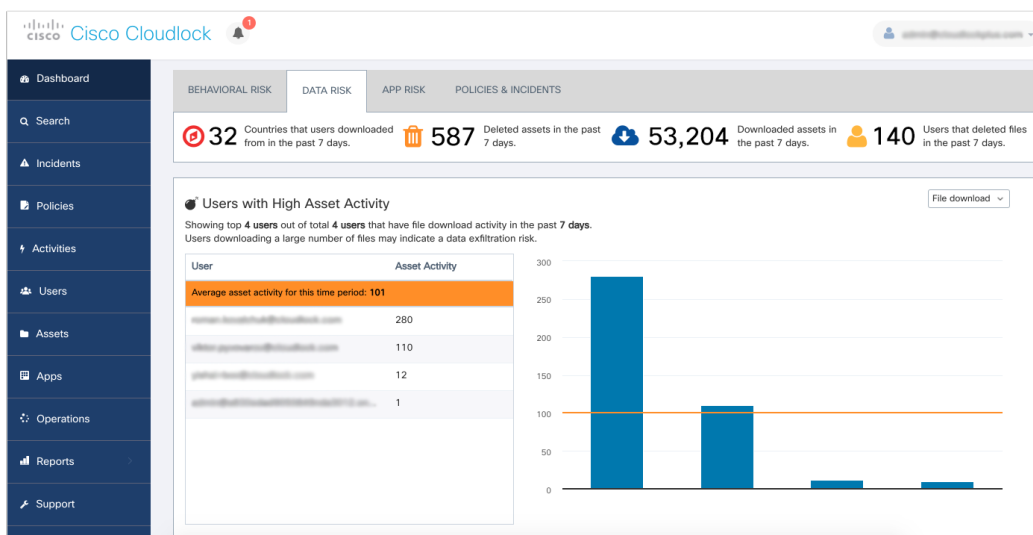 cisco Cisco Cloudlock
1
Dashboard
Search
Incidents
Policies
Activities
Users
Assets
Apps
Operations
Reports
Support
BEHAVIORAL RISK DATA RISK APP RISK POLICIES & INCIDENTS
32 Countries that users downloaded from in the past 7 days.
587 Deleted assets in the past 7 days.
53,204 Downloaded assets in the past 7 days.
140 Users that deleted files in the past 7 days.
Users with High Asset Activity
File download
Showing top 4 users out of total 4 users that have file download activity in the past 7 days.
Users downloading a large number of files may indicate a data exfiltration risk.
User Asset Activity
Average asset activity for this time period: 101
280
110
12
1
300
250
200
150
100
50
0